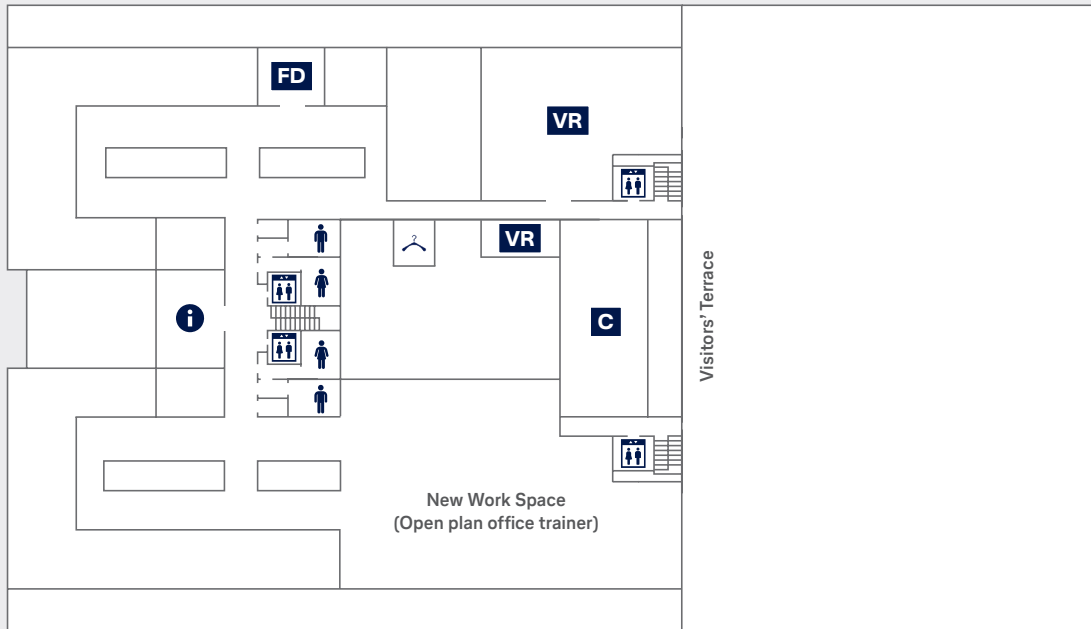 FD
VR
VR
i
C
Visitors' Terrace
New Work Space
(Open plan office trainer)